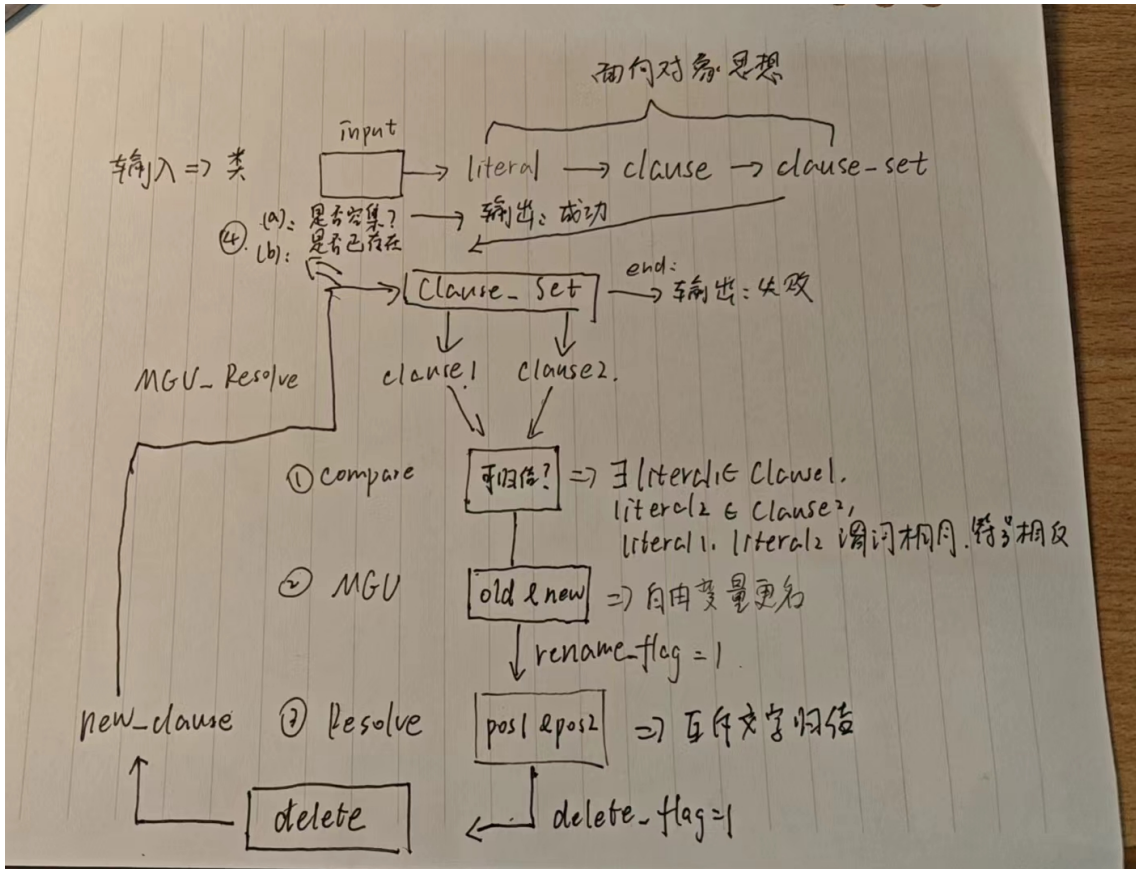 面向对象思想
input
输入 => 类
literal → clause → clause_set
④. (a): 是否空集? → 输出: 成功
(b): 是否已存在
Clause_Set
end:
→ 输出: 失败
MGU_Resolve
clause1 clause2.
① Compare 可归结? => ∃ literal1 ∈ Clause1.
literal2 ∈ Clause2,
literal1, literal2 谓词相同. 符号相反
② MGU old & new => 自由变量更名
rename_flag = 1.
new_clause ③ Resolve pos1 & pos2 => 互补文字归结
delete delete_flag=1